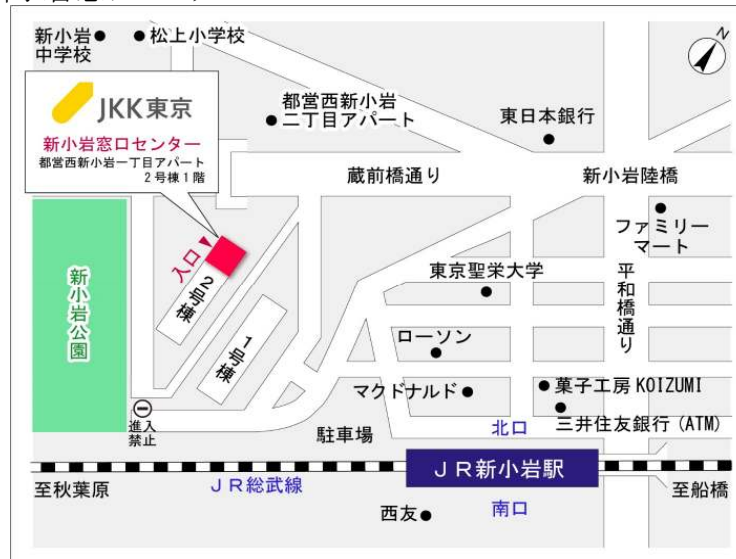 新小岩
中学校
松上小学校
N
JKK東京
新小岩窓口センター
都営西新小岩一丁目アパート
2号棟1階
都営西新小岩
二丁目アパート
東日本銀行
蔵前橋通り
新小岩陸橋
ファミリー
マート
入口
2号棟
1号棟
新小岩公園
東京聖栄大学
平和橋通り
ローソン
マクドナルド
菓子工房 KOIZUMI
三井住友銀行 (ATM)
進入
禁止
駐車場
北口
JR新小岩駅
至秋葉原
JR総武線
至船橋
西友
南口